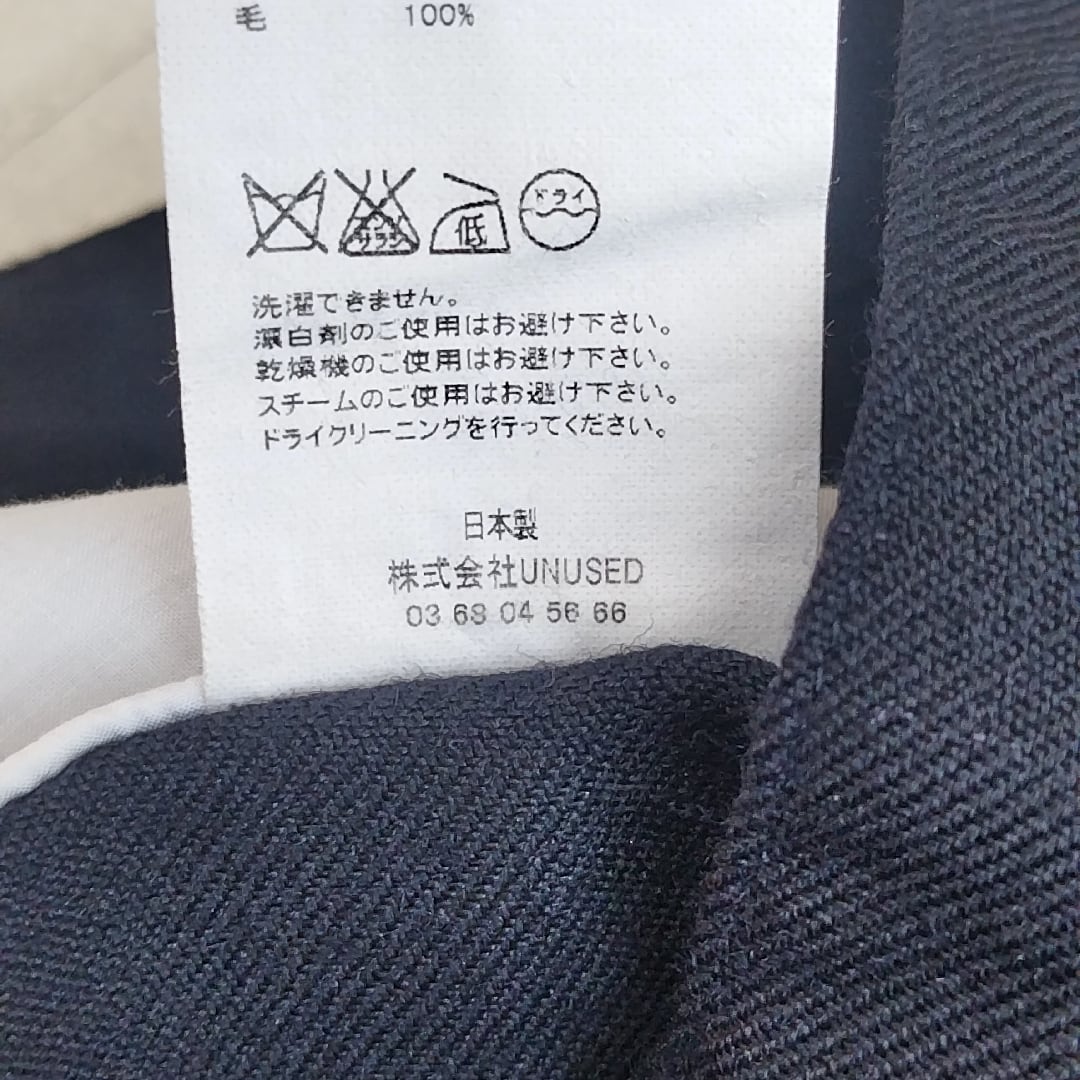 毛 100%
サラシ 低 ドライ
洗濯できません。
漂白剤のご使用はお避け下さい。
乾燥機のご使用はお避け下さい。
スチームのご使用はお避け下さい。
ドライクリーニングを行ってください。
日本製
株式会社UNUSED
03 68 04 56 66